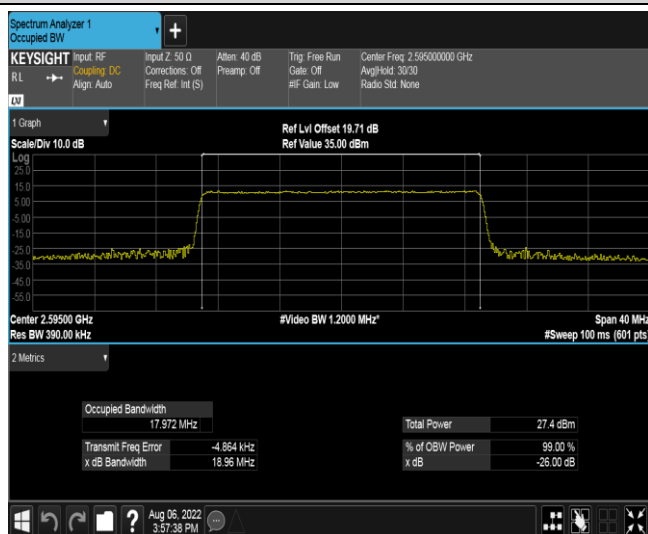 Spectrum Analyzer 1
Occupied BW
+
KEYSIGHT
RL
LXI
Input: RF
Coupling: DC
Align: Auto
Input Z: 50 Ω
Corrections: Off
Freq Ref: Int (S)
Atten: 40 dB
Preamp: Off
Trig: Free Run
Gate: Off
#IF Gain: Low
Center Freq: 2.595000000 GHz
Avg|Hold: 30/30
Radio Std: None
1 Graph
Scale/Div 10.0 dB
Ref Lvl Offset 19.71 dB
Ref Value 35.00 dBm
Log
25.0
15.0
5.00
-5.00
-15.0
-25.0
-35.0
-45.0
-55.0
Center 2.59500 GHz
Res BW 390.00 kHz
#Video BW 1.2000 MHz*
Span 40 MHz
#Sweep 100 ms (601 pts)
2 Metrics
Occupied Bandwidth
17.972 MHz
Transmit Freq Error -4.864 kHz
x dB Bandwidth 18.96 MHz
Total Power 27.4 dBm
% of OBW Power 99.00 %
x dB -26.00 dB
?
Aug 06, 2022
3:57:38 PM